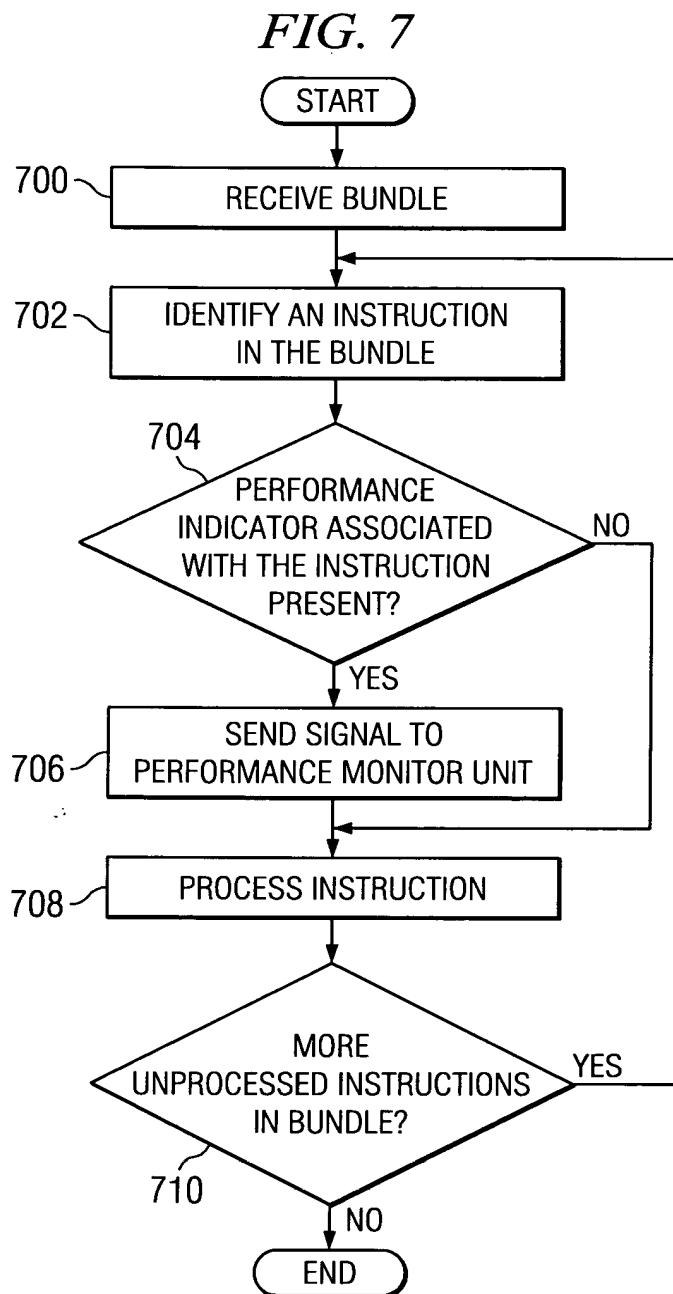 FIG. 7
START
700
RECEIVE BUNDLE
702
IDENTIFY AN INSTRUCTION
IN THE BUNDLE
704
PERFORMANCE
INDICATOR ASSOCIATED
WITH THE INSTRUCTION
PRESENT?
NO
YES
706
SEND SIGNAL TO
PERFORMANCE MONITOR UNIT
708
PROCESS INSTRUCTION
MORE
UNPROCESSED INSTRUCTIONS
IN BUNDLE?
YES
710
NO
END